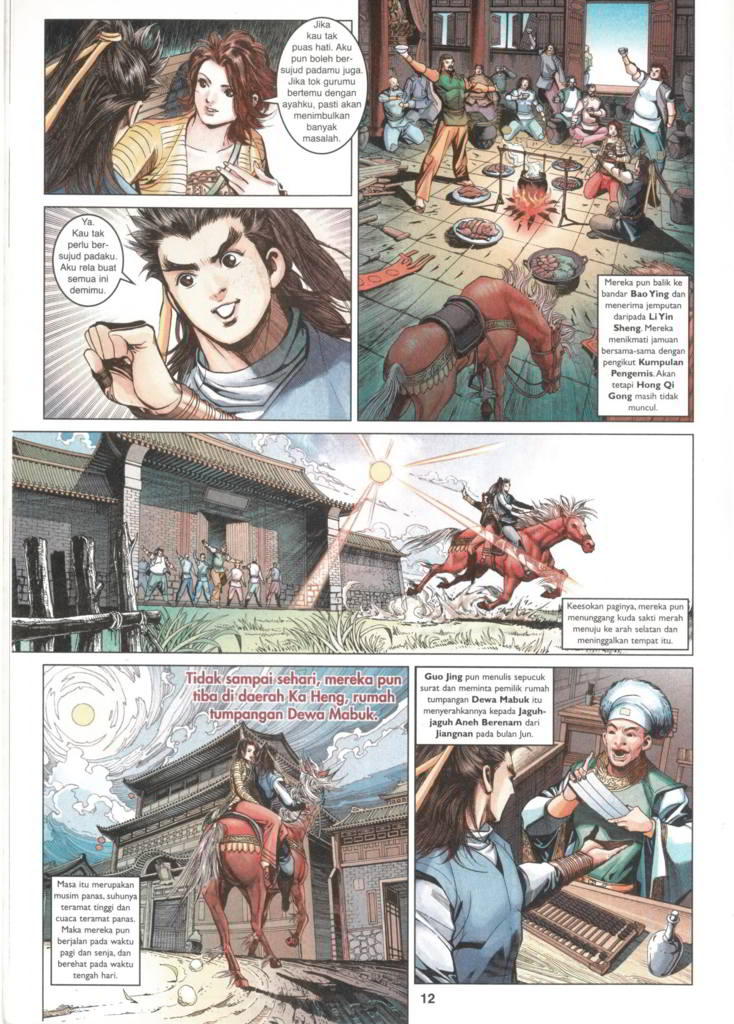 Jika
kau tak
puas hati. Aku
pun boleh ber-
sujud padamu juga.
Jika tok gurumu
bertemu dengan
ayahku, pasti akan
menimbulkan
banyak
masalah.
Ya.
Kau tak
perlu ber-
sujud padaku.
Aku rela buat
semua ini
demimu.
Mereka pun balik ke
bandar Bao Ying dan
menerima jemputan
daripada Li Yin
Sheng. Mereka
menikmati jamuan
bersama-sama dengan
pengikut Kumpulan
Pengemis. Akan
tetapi Hong Qi
Gong masih tidak
muncul.
Keesokan paginya, mereka pun
menunggang kuda sakti merah
menuju ke arah selatan dan
meninggalkan tempat itu.
Tidak sampai sehari, mereka pun
tiba di daerah Ka Heng, rumah
tumpangan Dewa Mabuk.
Masa itu merupakan
musim panas, suhunya
teramat tinggi dan
cuaca teramat panas.
Maka mereka pun
berjalan pada waktu
pagi dan senja, dan
berehat pada waktu
tengah hari.
Guo Jing pun menulis sepucuk
surat dan meminta pemilik rumah
tumpangan Dewa Mabuk itu
menyerahkannya kepada Jaguh-
jaguh Aneh Berenam dari
Jiangnan pada bulan Jun.
12